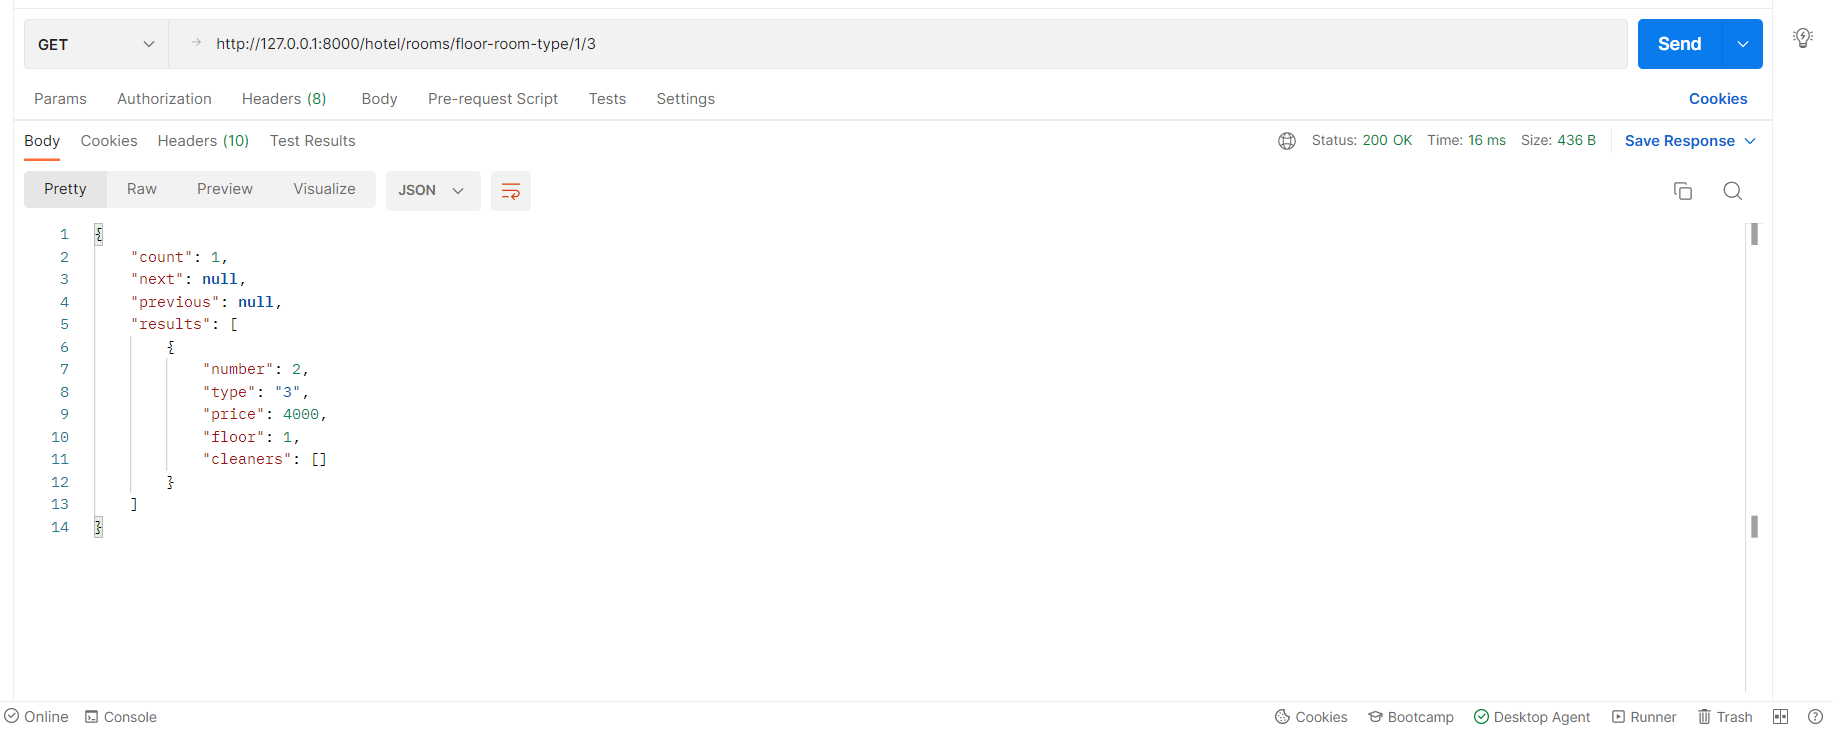 GET http://127.0.0.1:8000/hotel/rooms/floor-room-type/1/3 Send
Params Authorization Headers (8) Body Pre-request Script Tests Settings Cookies
Body Cookies Headers (10) Test Results Status: 200 OK Time: 16 ms Size: 436 B Save Response
Pretty Raw Preview Visualize JSON
1 {
2 "count": 1,
3 "next": null,
4 "previous": null,
5 "results": [
6 {
7 "number": 2,
8 "type": "3",
9 "price": 4000,
10 "floor": 1,
11 "cleaners": []
12 }
13 ]
14 }
Online Console Cookies Bootcamp Desktop Agent Runner Trash